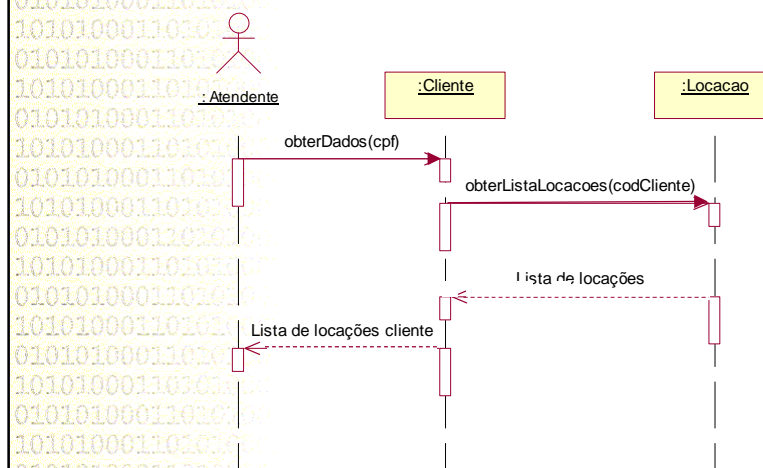 : Atendente
:Cliente
:Locacao
obterDados(cpf)
obterListaLocacoes(codCliente)
Lista de locações
Lista de locações cliente